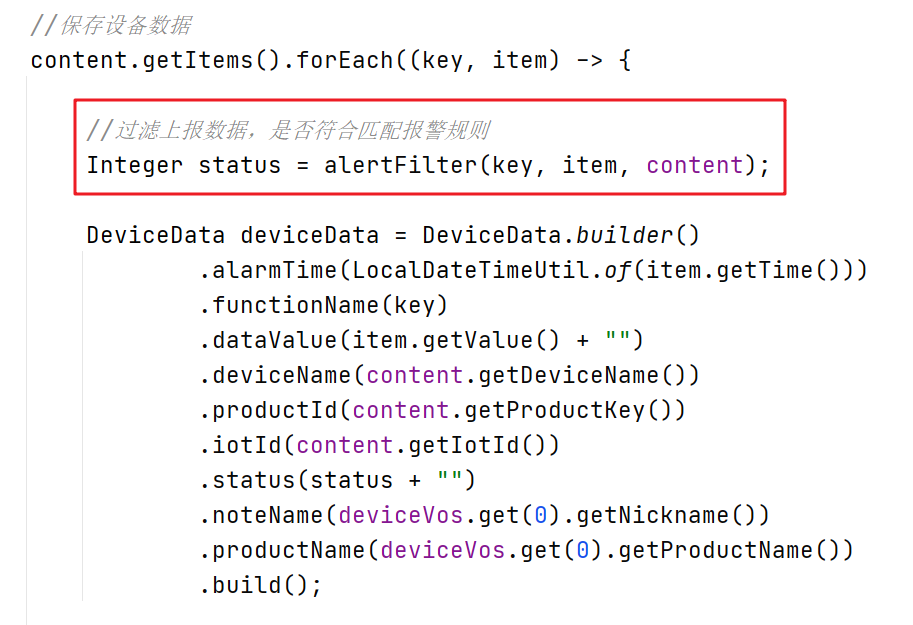 //保存设备数据
content.getItems().forEach((key, item) -> {
//过滤上报数据，是否符合匹配报警规则
Integer status = alertFilter(key, item, content);
DeviceData deviceData = DeviceData.builder()
.alarmTime(LocalDateTimeUtil.of(item.getTime()))
.functionName(key)
.dataValue(item.getValue() + "")
.deviceName(content.getDeviceName())
.productId(content.getProductKey())
.iotId(content.getIotId())
.status(status + "")
.noteName(deviceVos.get(0).getNickname())
.productName(deviceVos.get(0).getProductName())
.build();